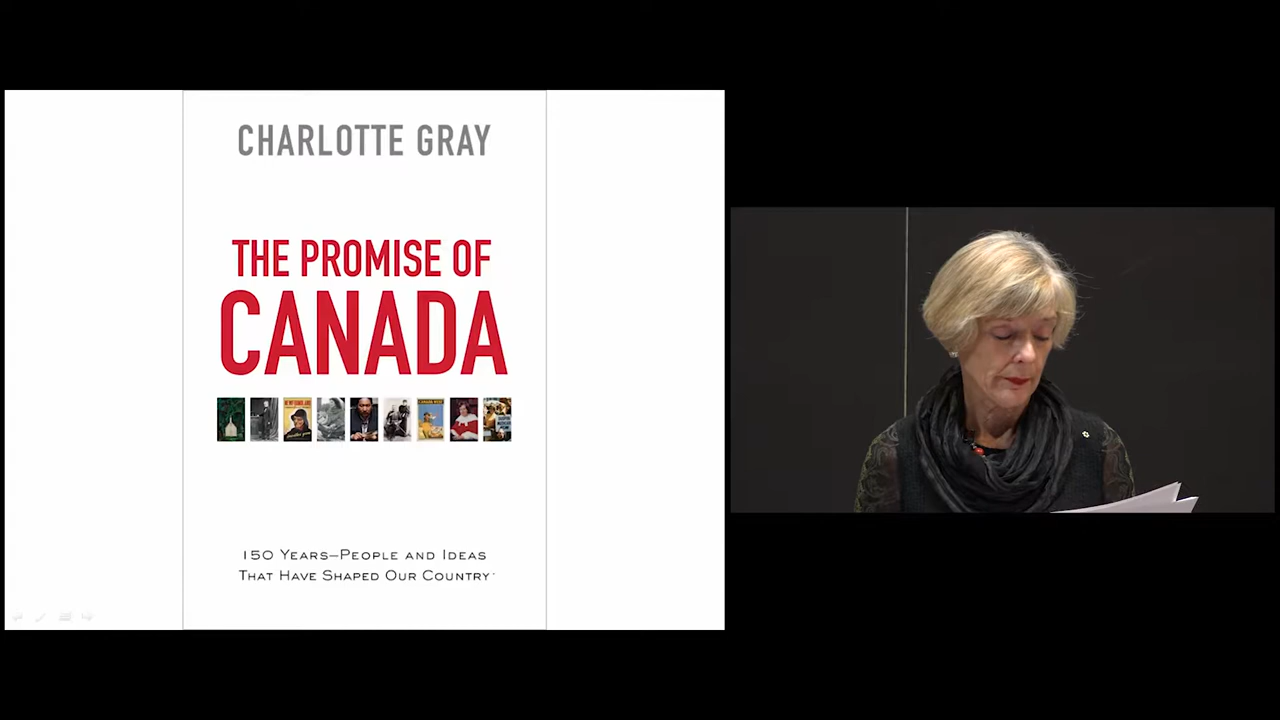 CHARLOTTE GRAY
THE PROMISE OF
CANADA
150 YEARS–PEOPLE AND IDEAS
THAT HAVE SHAPED OUR COUNTRY